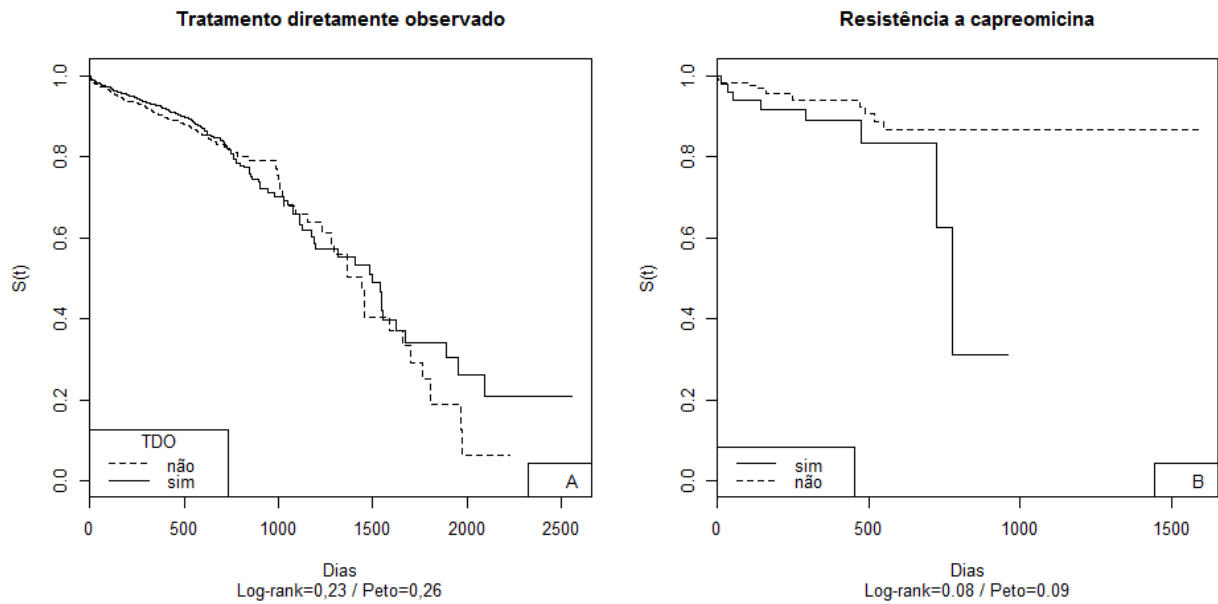 Tratamento diretamente observado
S(t)
1.0
0.8
0.6
0.4
0.2
0.0
TDO
não
sim
A
0 500 1000 1500 2000 2500
Dias
Log-rank=0,23 / Peto=0,26
Resistência a capreomicina
S(t)
1.0
0.8
0.6
0.4
0.2
0.0
sim
não
B
0 500 1000 1500
Dias
Log-rank=0.08 / Peto=0.09